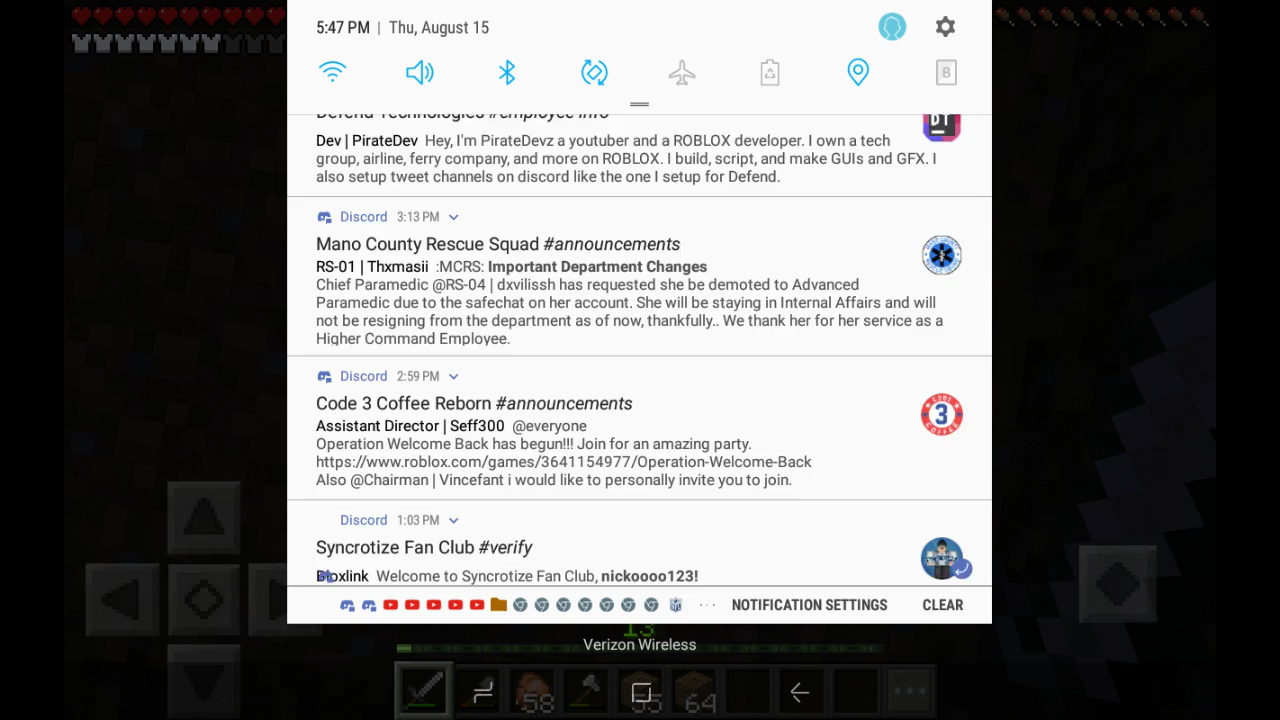 5:47 PM | Thu, August 15
B
Defend Technologies #employee-info
DT
Dev | PirateDev Hey, I'm PirateDevz a youtuber and a ROBLOX developer. I own a tech
group, airline, ferry company, and more on ROBLOX. I build, script, and make GUIs and GFX. I
also setup tweet channels on discord like the one I setup for Defend.
Discord 3:13 PM
Mano County Rescue Squad #announcements
RS-01 | Thxmasii :MCRS: Important Department Changes
Chief Paramedic @RS-04 | dxvilissh has requested she be demoted to Advanced
Paramedic due to the safechat on her account. She will be staying in Internal Affairs and will
not be resigning from the department as of now, thankfully.. We thank her for her service as a
Higher Command Employee.
Discord 2:59 PM
Code 3 Coffee Reborn #announcements
CODE 3 COFFEE
Assistant Director | Seff300 @everyone
Operation Welcome Back has begun!!! Join for an amazing party.
https://www.roblox.com/games/3641154977/Operation-Welcome-Back
Also @Chairman | Vincefant i would like to personally invite you to join.
Discord 1:03 PM
Syncrotize Fan Club #verify
Bloxlink Welcome to Syncrotize Fan Club, nickoooo123!
NOTIFICATION SETTINGS CLEAR
13
Verizon Wireless
58 55 64